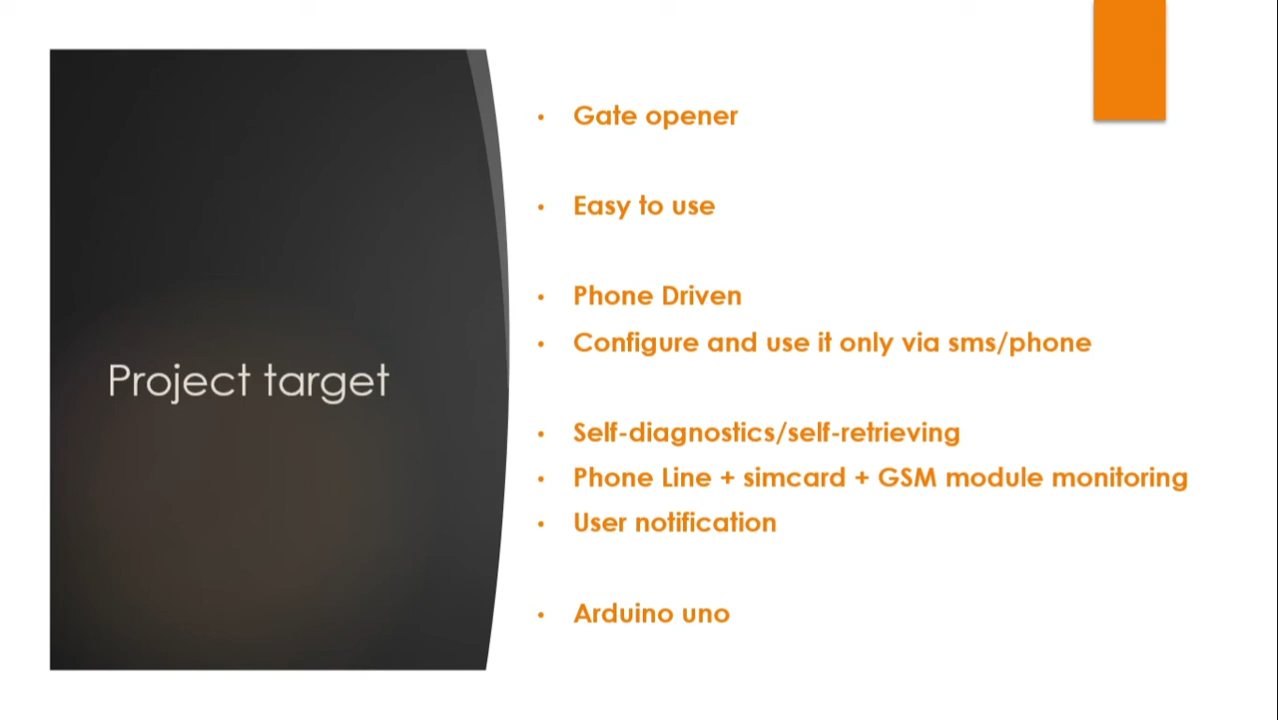 Project target
Gate opener
Easy to use
Phone Driven
Configure and use it only via sms/phone
Self-diagnostics/self-retrieving
Phone Line + simcard + GSM module monitoring
User notification
Arduino uno